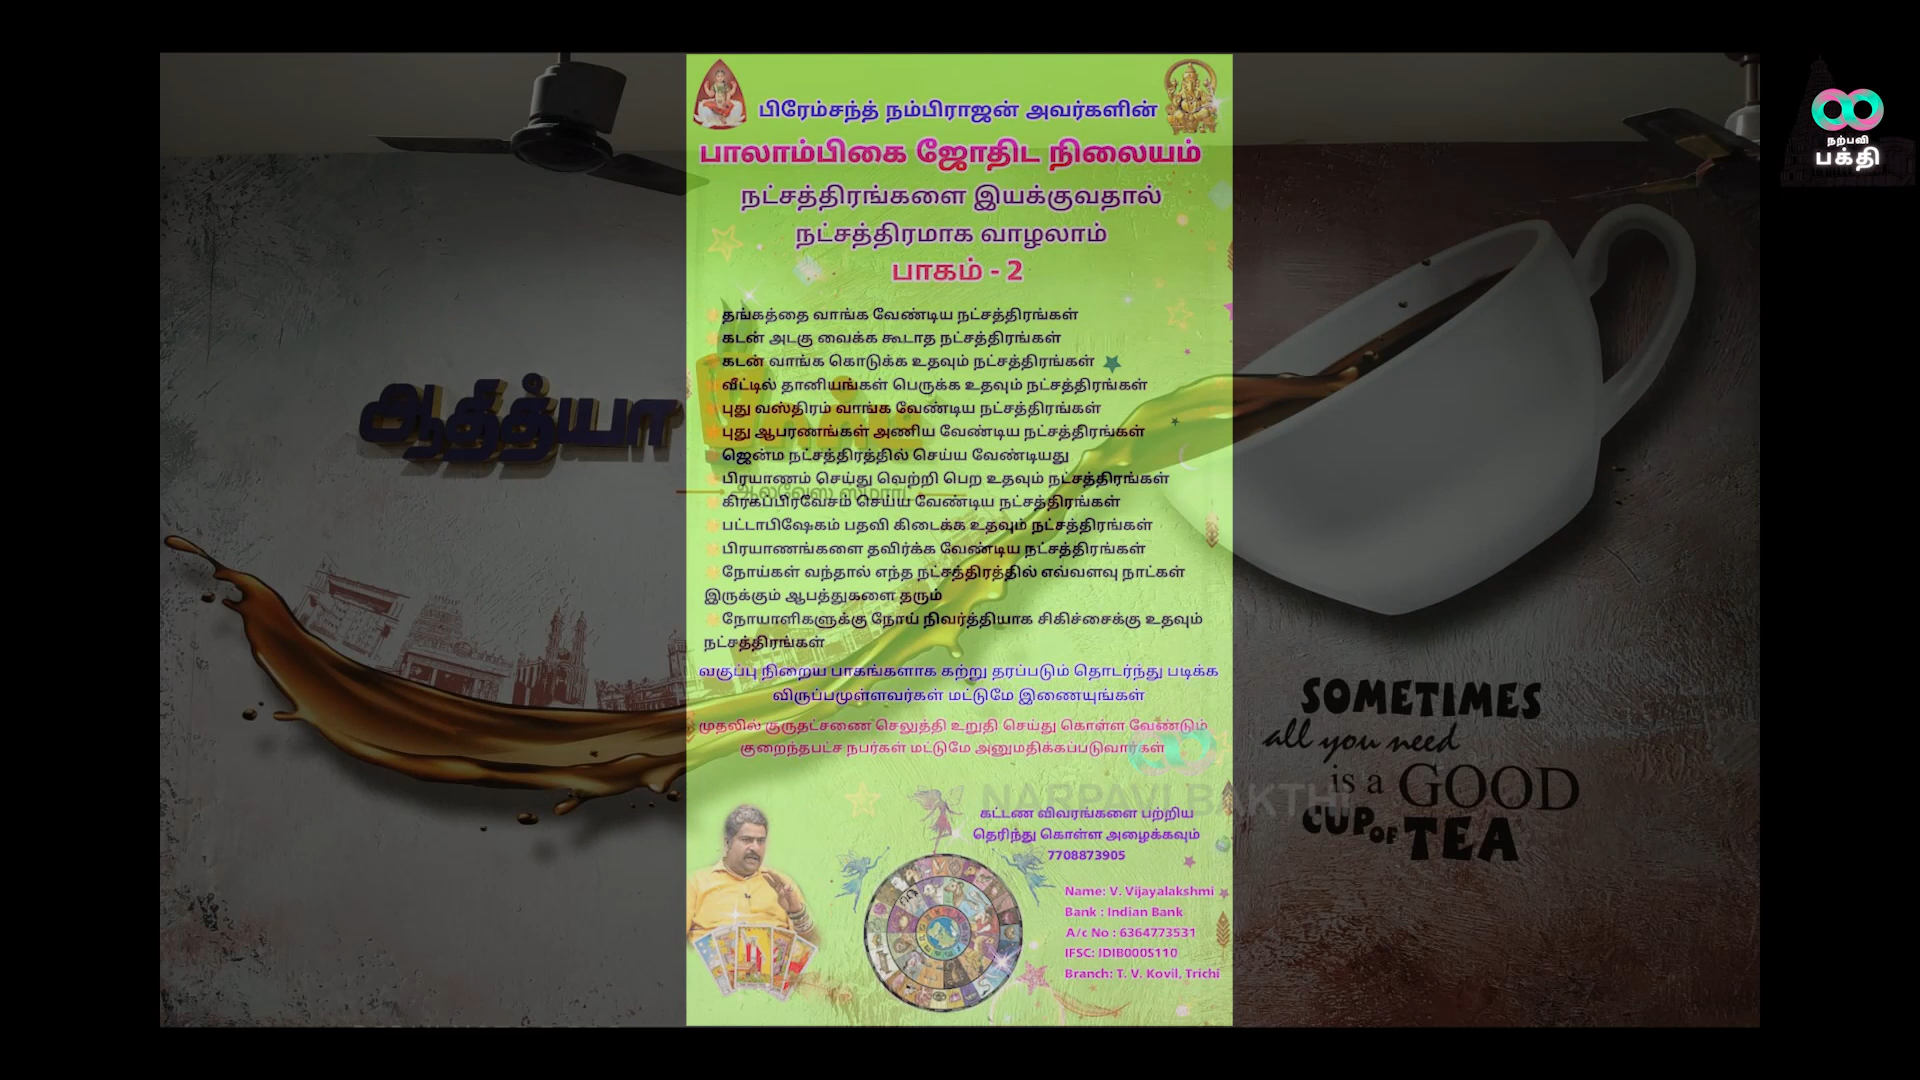 பிரேம்சந்த் நம்பிராஜன் அவர்களின்
பாலாம்பிகை ஜோதிட நிலையம்
நட்சத்திரங்களை இயக்குவதால்
நட்சத்திரமாக வாழலாம்
பாகம் - 2
தங்கத்தை வாங்க வேண்டிய நட்சத்திரங்கள்
கடன் அடகு வைக்க கூடாத நட்சத்திரங்கள்
கடன் வாங்க கொடுக்க உதவும் நட்சத்திரங்கள்
வீட்டில் தானியங்கள் பெருக்க உதவும் நட்சத்திரங்கள்
புது வஸ்திரம் வாங்க வேண்டிய நட்சத்திரங்கள்
புது ஆபரணங்கள் அணிய வேண்டிய நட்சத்திரங்கள்
ஜென்ம நட்சத்திரத்தில் செய்ய வேண்டியது
பிரயாணம் செய்து வெற்றி பெற உதவும் நட்சத்திரங்கள்
கிரகப்பிரவேசம் செய்ய வேண்டிய நட்சத்திரங்கள்
பட்டாபிஷேகம் பதவி கிடைக்க உதவும் நட்சத்திரங்கள்
பிரயாணங்களை தவிர்க்க வேண்டிய நட்சத்திரங்கள்
நோய்கள் வந்தால் எந்த நட்சத்திரத்தில் எவ்வளவு நாட்கள்
இருக்கும் ஆபத்துகளை தரும்
நோயாளிகளுக்கு நோய் நிவர்த்தியாக சிகிச்சைக்கு உதவும்
நட்சத்திரங்கள்
வகுப்பு நிறைய பாகங்களாக கற்று தரப்படும் தொடர்ந்து படிக்க
விருப்பமுள்ளவர்கள் மட்டுமே இணையுங்கள்
முதலில் குருதட்சணை செலுத்தி உறுதி செய்து கொள்ள வேண்டும்
குறைந்தபட்ச நபர்கள் மட்டுமே அனுமதிக்கப்படுவார்கள்
கட்டண விவரங்களை பற்றிய
தெரிந்து கொள்ள அழைக்கவும்
7708873905
Name: V. Vijayalakshmi
Bank : Indian Bank
A/c No : 6364773531
IFSC: IDIB000S110
Branch: T. V. Kovil, Trichi
NARPAVI BAKTHI
ஆதித்யா
SOMETIMES
all you need
is a GOOD
CUP OF TEA
நற்பவி
பக்தி